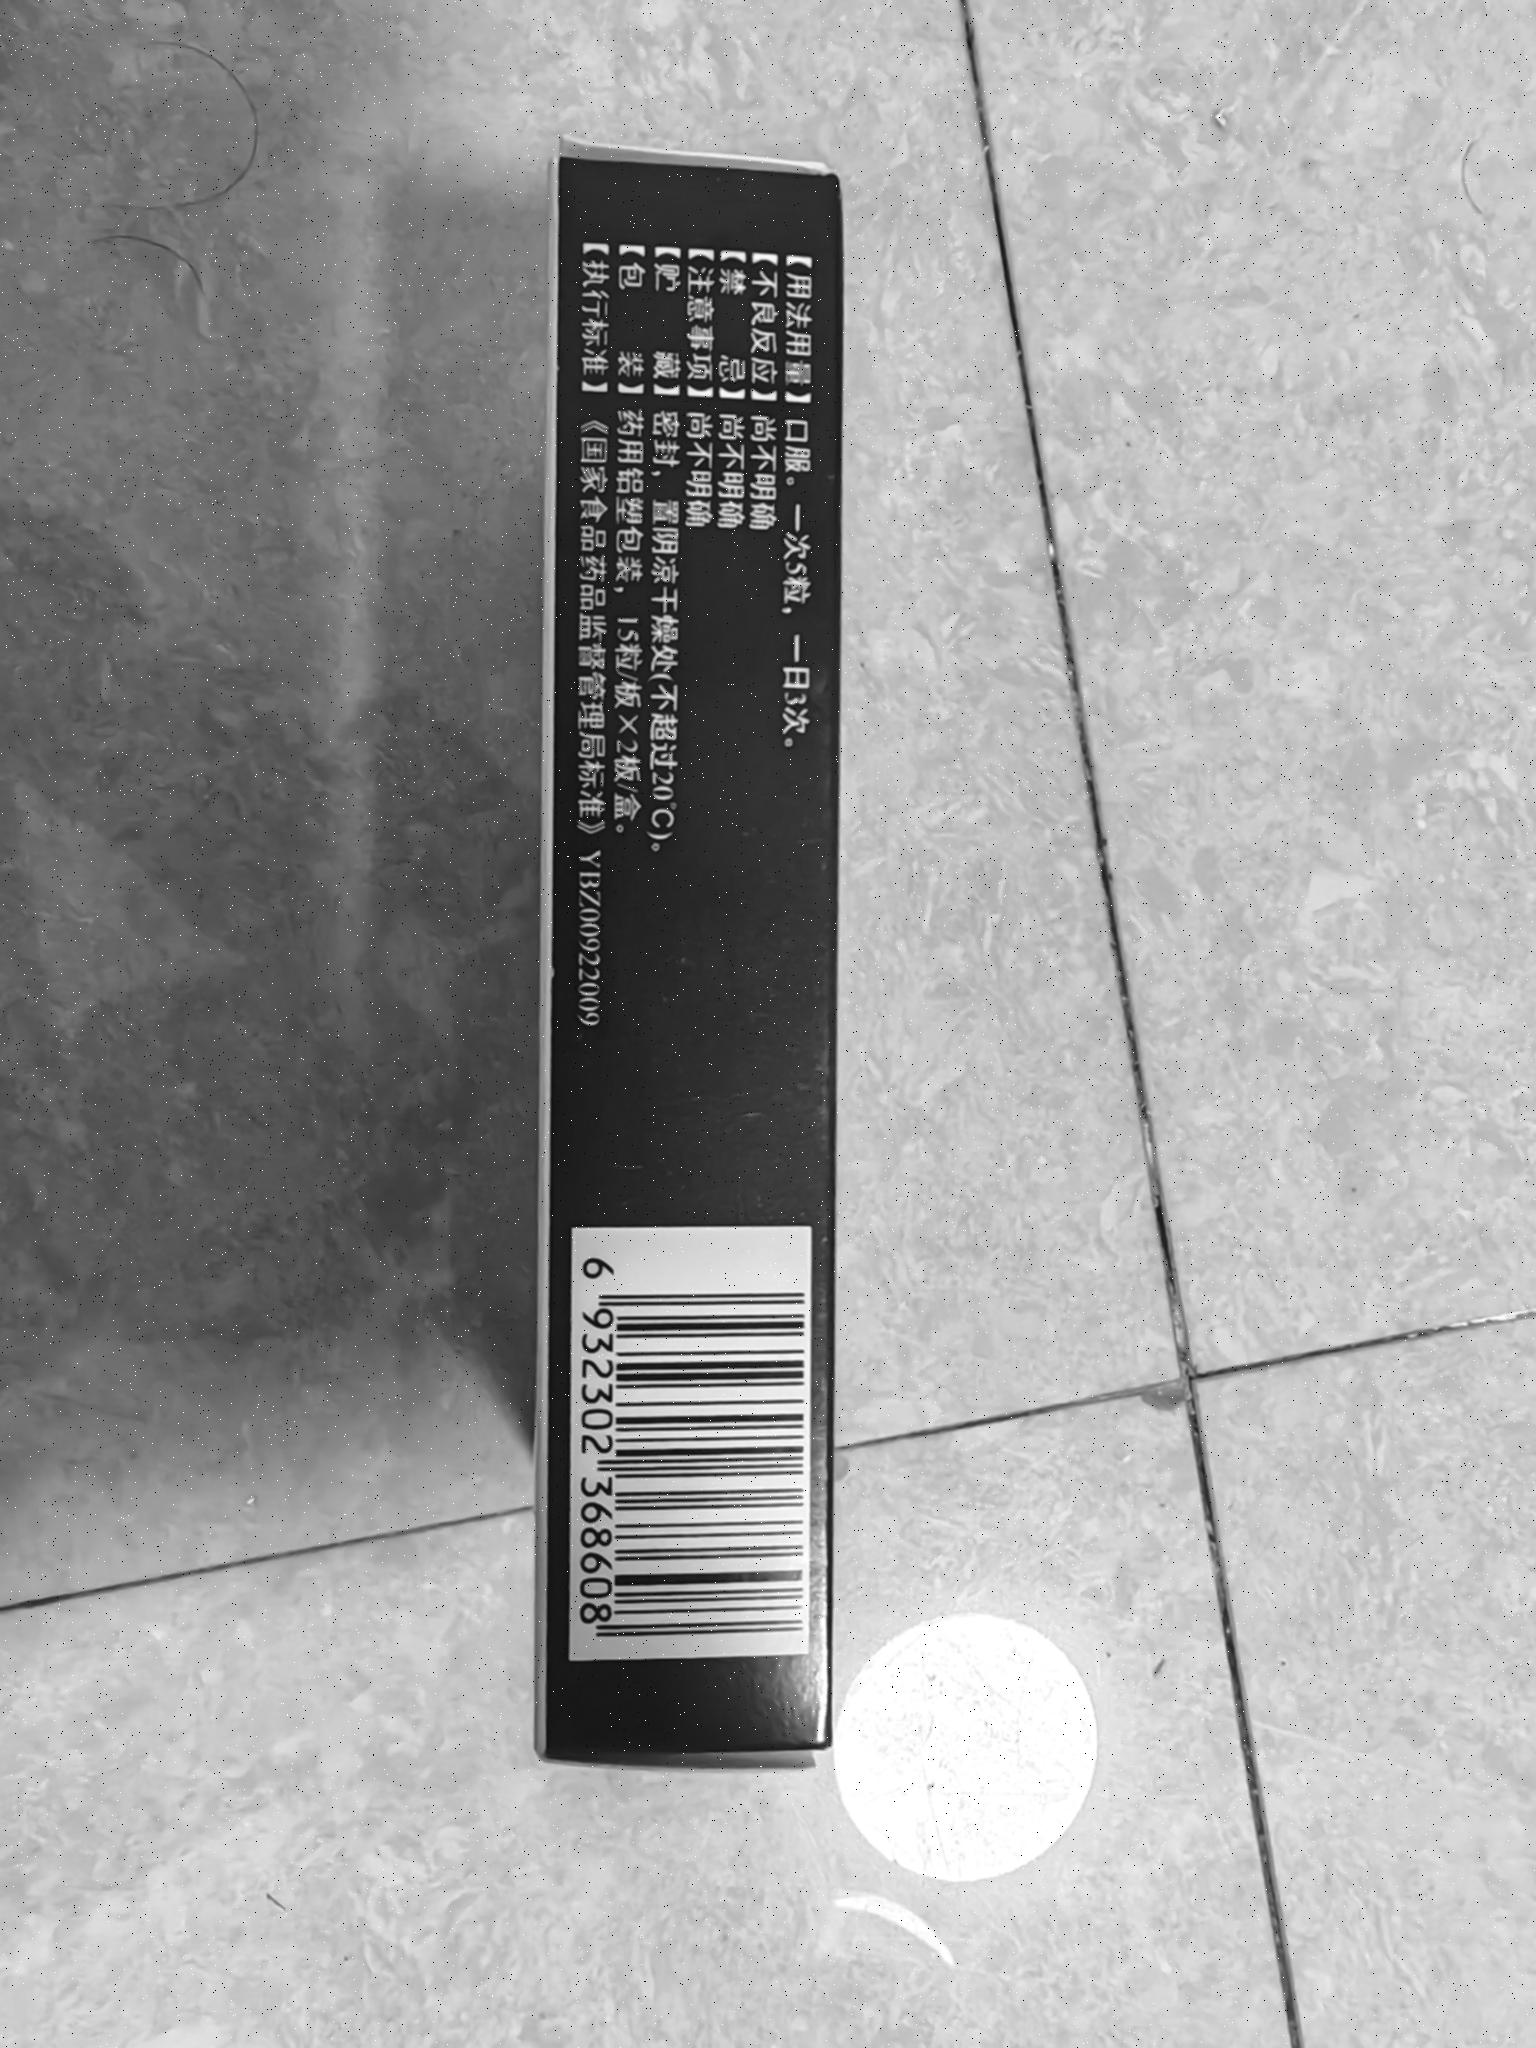 【用法用量】口服。一次5粒，一日3次。
【不良反应】尚不明确
【禁　　忌】尚不明确
【注意事项】尚不明确
【贮　　藏】密封，置阴凉干燥处(不超过20℃)。
【包　　装】药用铝塑包装，15粒/板×2板/盒。
【执行标准】《国家食品药品监督管理局标准》YBZ00922009
6 932302 368608